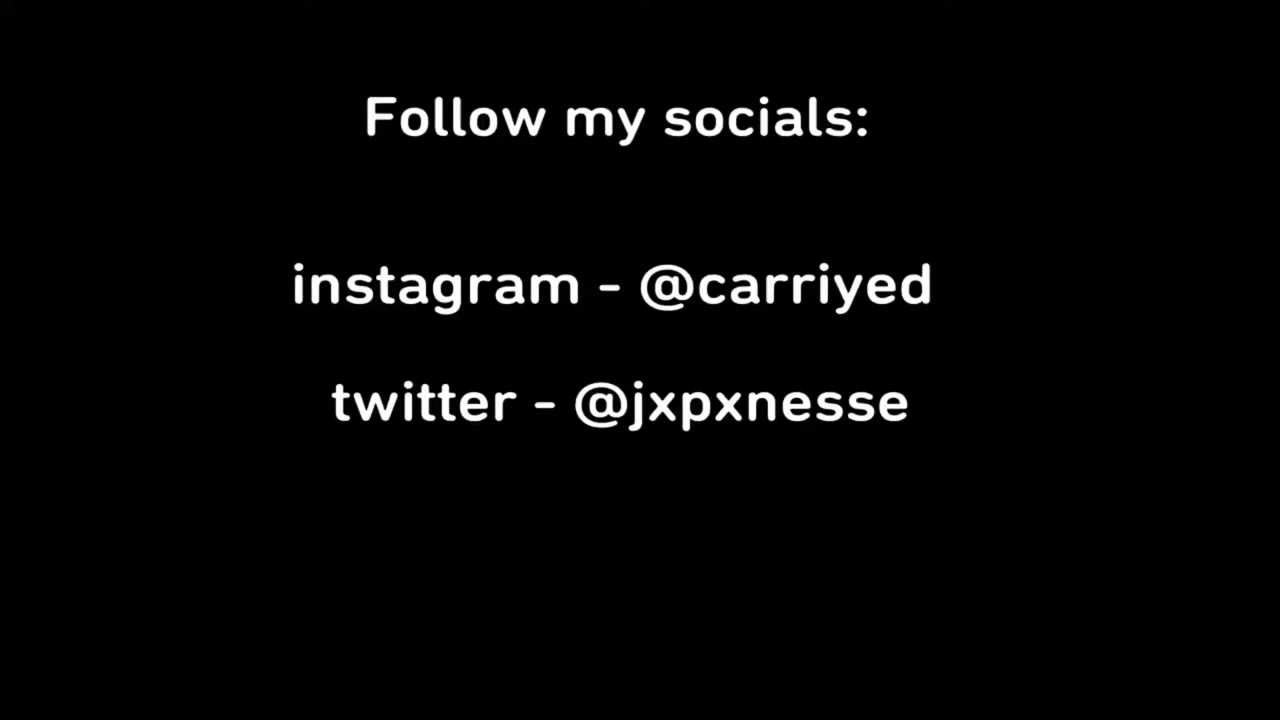 Follow my socials:
instagram - @carriyed
twitter - @jxpxnesse